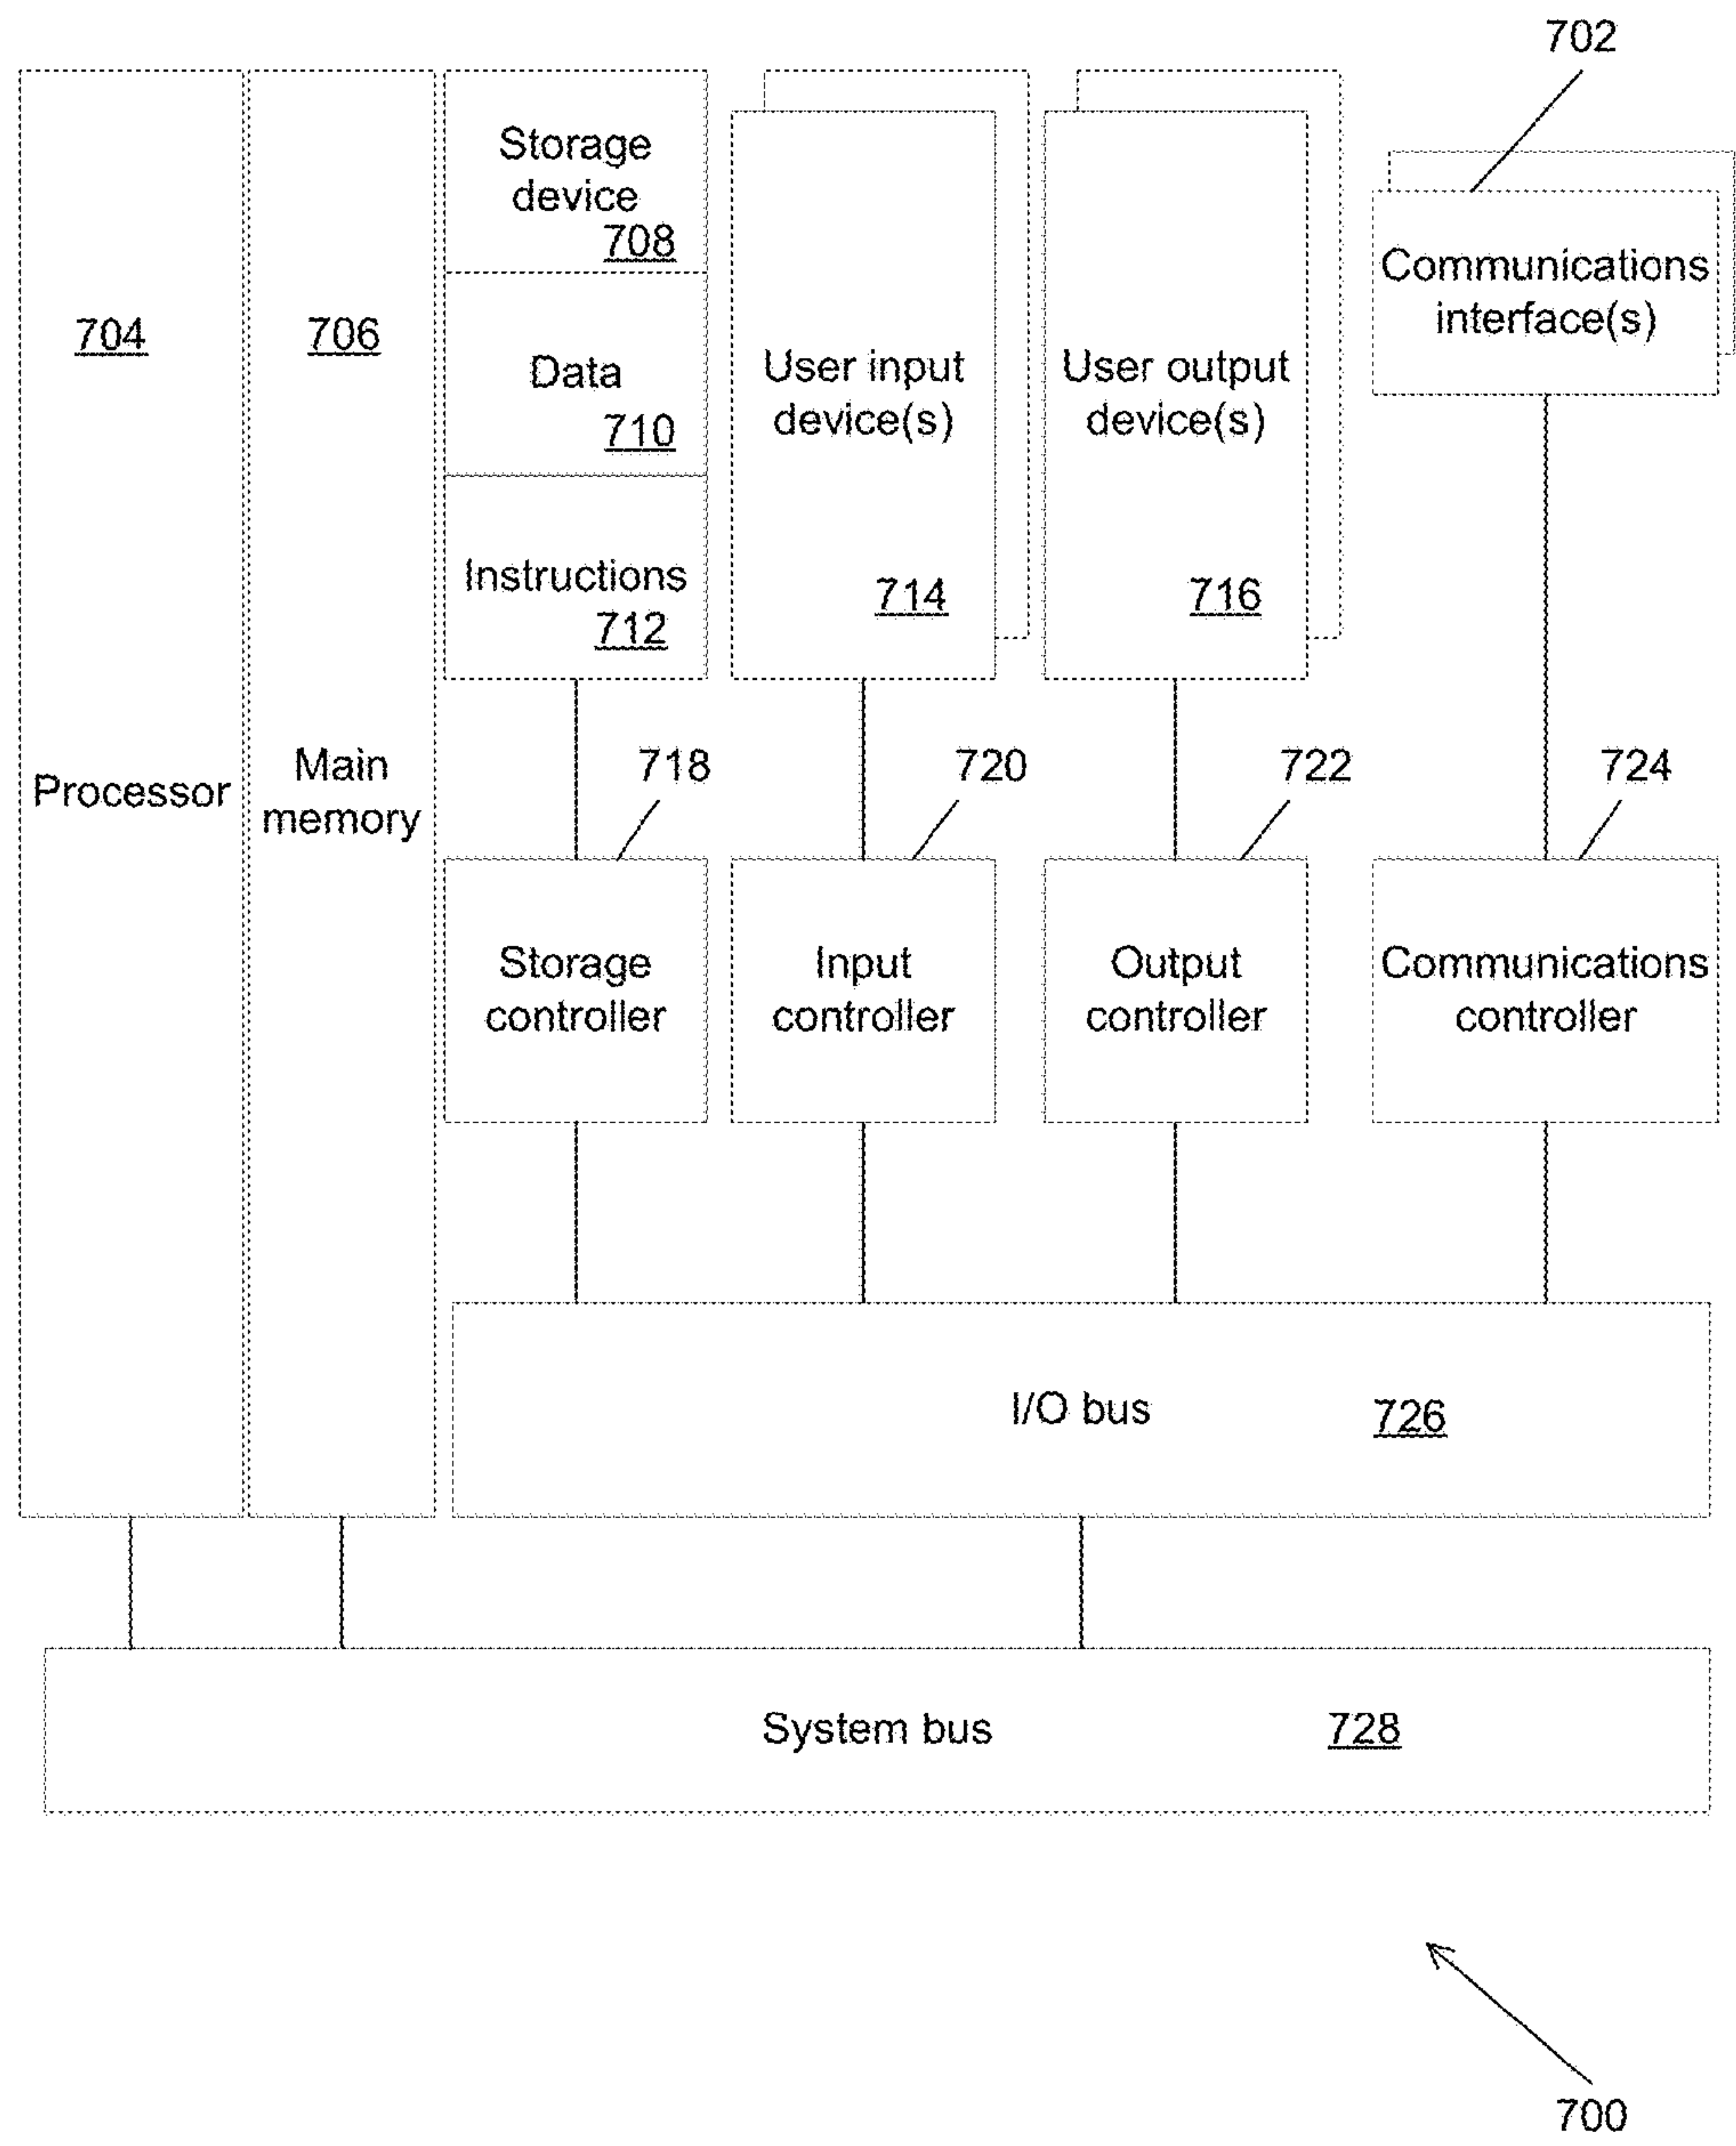 702
Storage
device
708
704
706
Communications
interface(s)
Data
710
User input
device(s)
User output
device(s)
Instructions
712
714
716
Processor
Main
memory
718
720
722
724
Storage
controller
Input
controller
Output
controller
Communications
controller
I/O bus
726
System bus
728
700